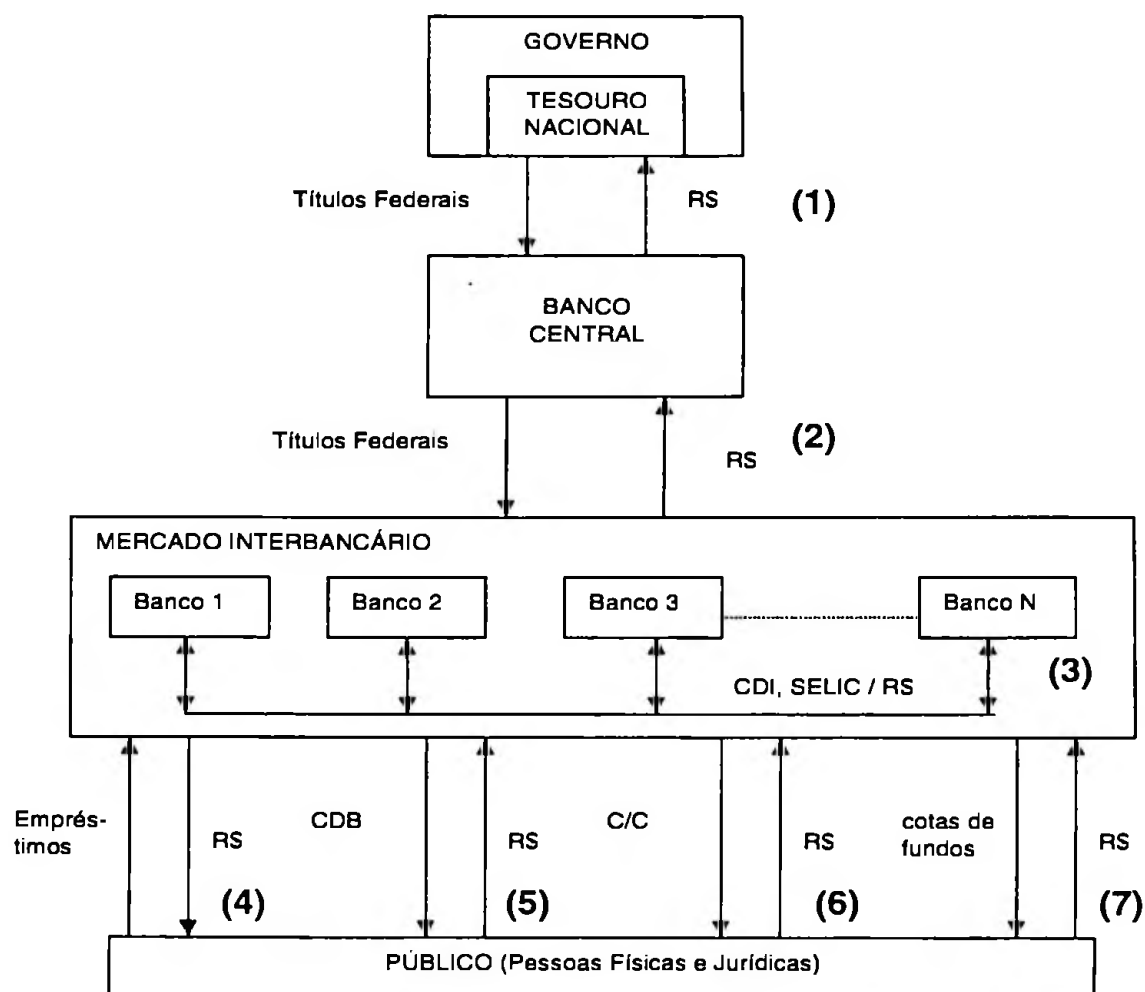 GOVERNO
TESOURO
NACIONAL
Títulos Federais
RS
(1)
BANCO
CENTRAL
Títulos Federais
RS
(2)
MERCADO INTERBANCÁRIO
Banco 1
Banco 2
Banco 3
Banco N
CDI, SELIC / RS
(3)
Emprés-
timos
RS
(4)
CDB
RS
(5)
C/C
RS
(6)
cotas de
fundos
RS
(7)
PÚBLICO (Pessoas Físicas e Jurídicas)